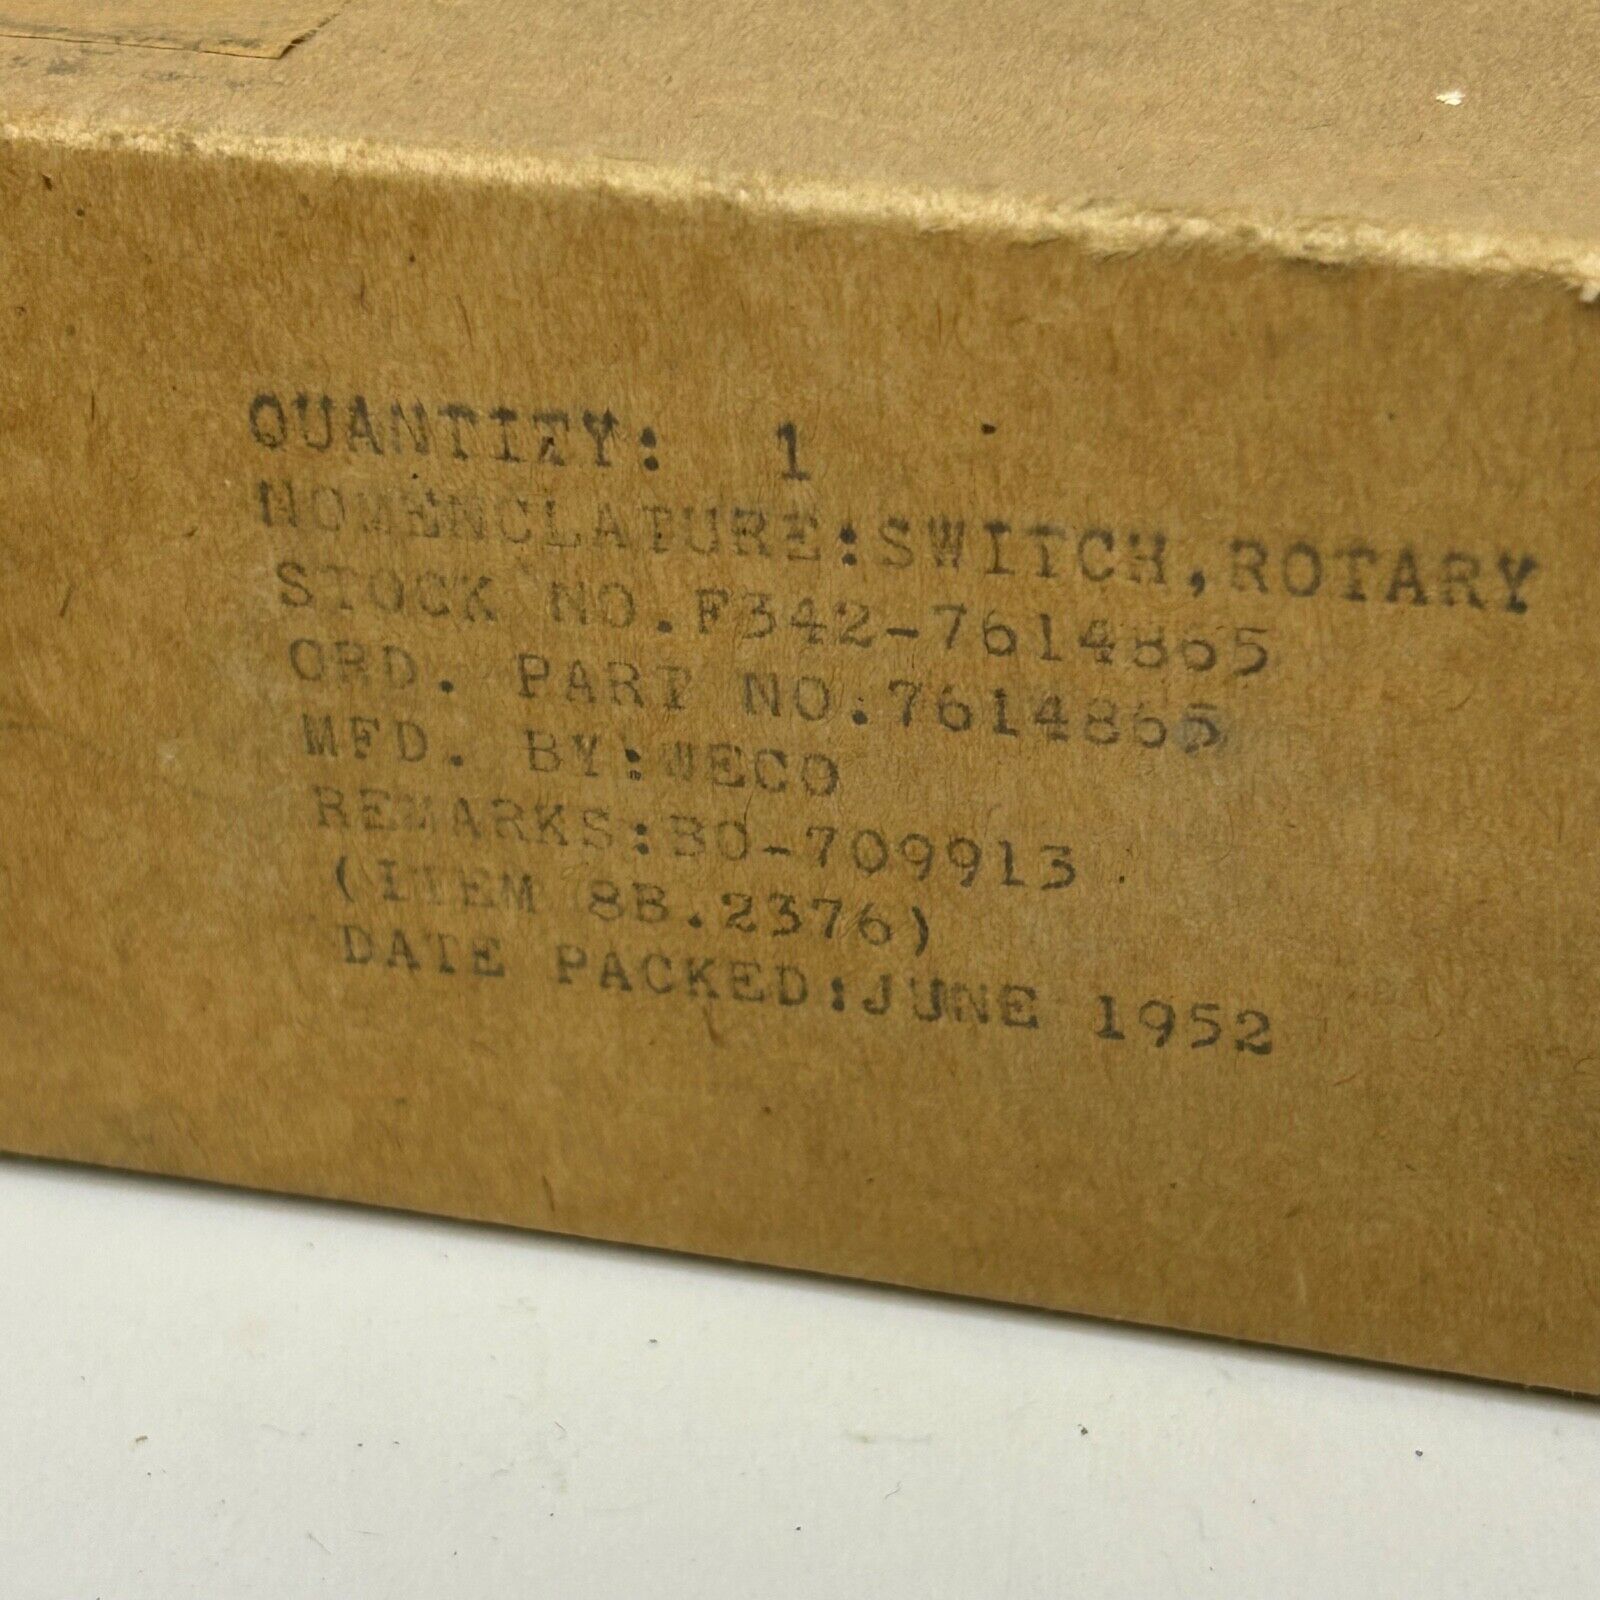 QUANTITY: 1
NOMENCLATURE:SWITCH,ROTARY
STOCK NO.F342-7614865
ORD. PART NO.7614865
MFD. BY:WECO
REMARKS:BO-709913
(ITEM 8B.2376)
DATE PACKED:JUNE 1952